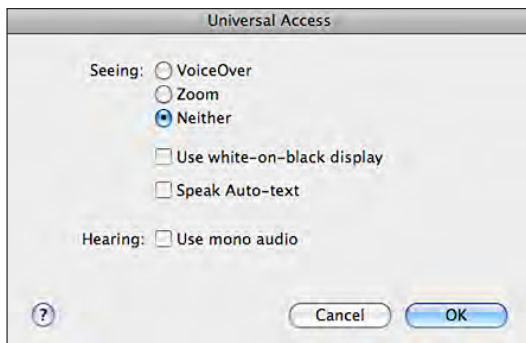 Universal Access
Seeing: VoiceOver
Zoom
Neither
Use white-on-black display
Speak Auto-text
Hearing: Use mono audio
? Cancel OK